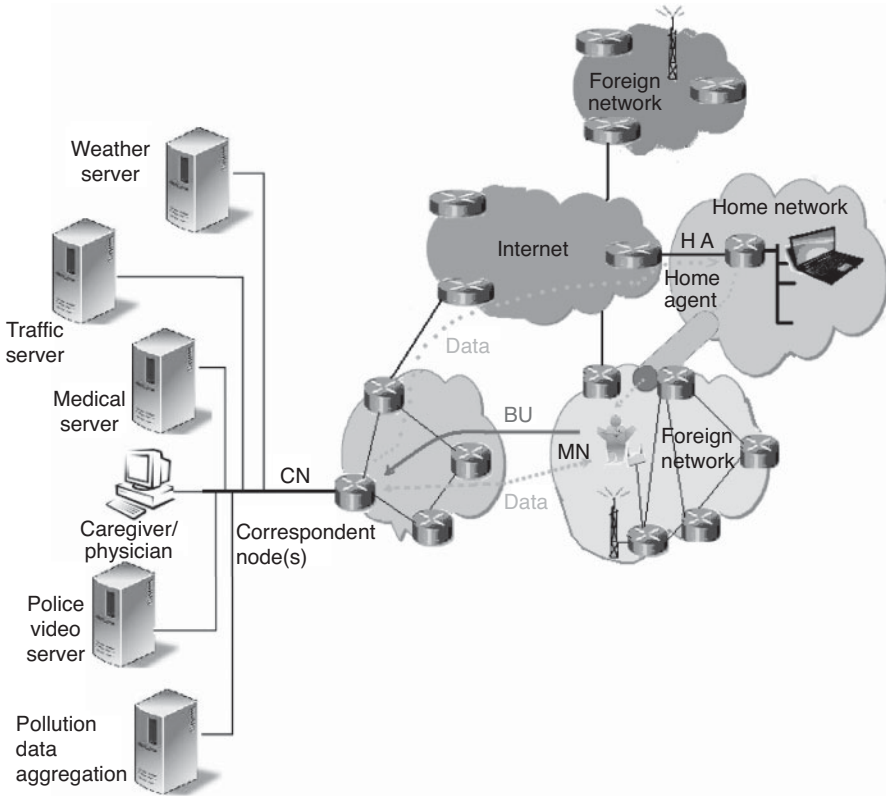 Foreign
network
Weather
server
Home network
Internet
H A
Home
agent
Traffic
server
Data
Medical
server
BU
MN
Foreign
network
CN
Data
Caregiver/
physician
Correspondent
node(s)
Police
video
server
Pollution
data
aggregation